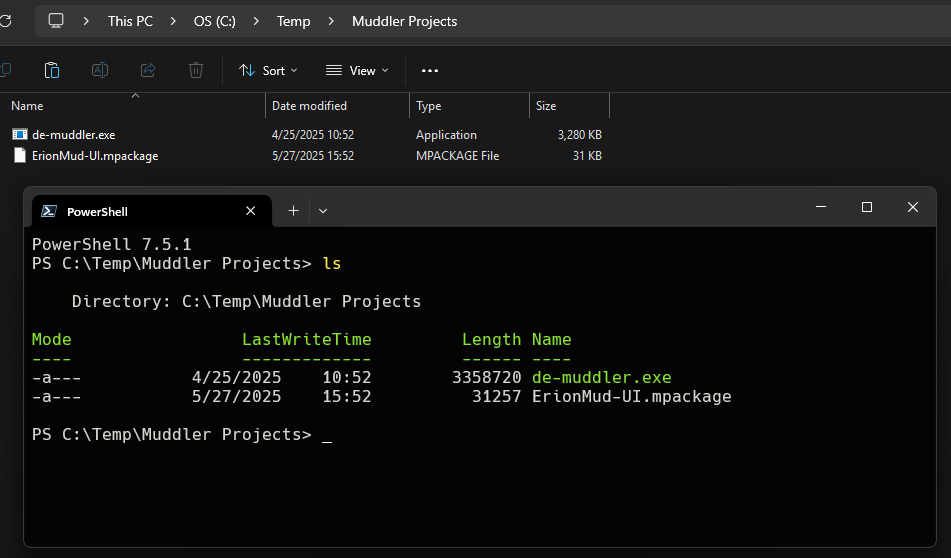 This PC > OS (C:) > Temp > Muddler Projects
Sort View
Name Date modified Type Size
de-muddler.exe 4/25/2025 10:52 Application 3,280 KB
ErionMud-UI.mpackage 5/27/2025 15:52 MPACKAGE File 31 KB
PowerShell
PowerShell 7.5.1
PS C:\Temp\Muddler Projects> ls
Directory: C:\Temp\Muddler Projects
Mode LastWriteTime Length Name
---- ------------- ------ ----
-a--- 4/25/2025 10:52 3358720 de-muddler.exe
-a--- 5/27/2025 15:52 31257 ErionMud-UI.mpackage
PS C:\Temp\Muddler Projects> _